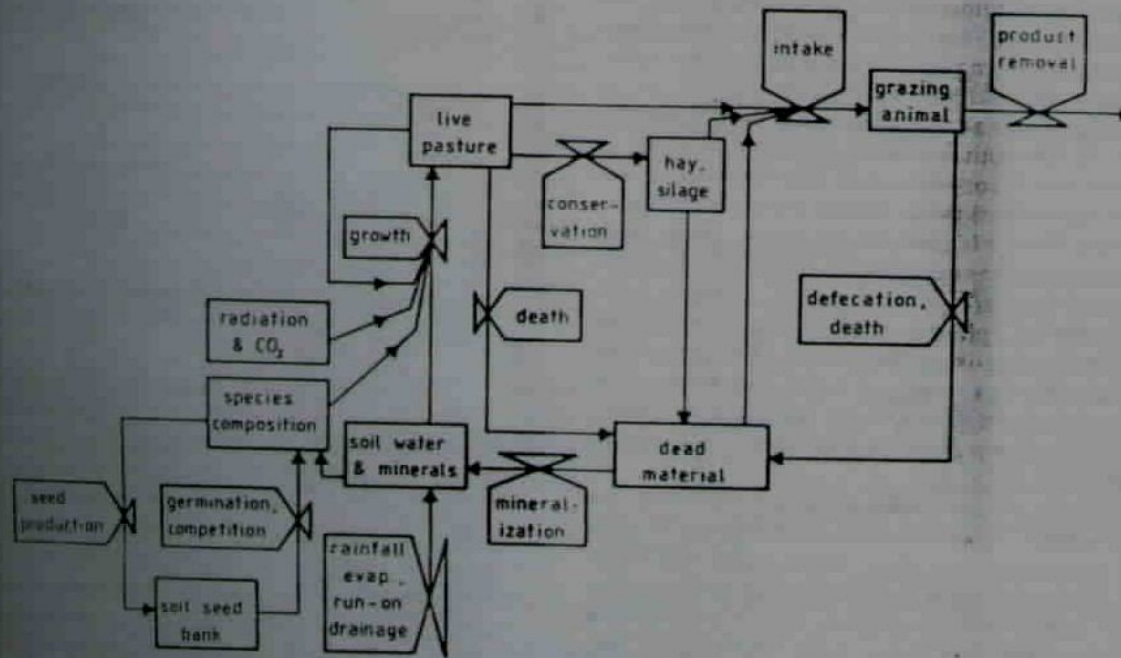 intake
product
removal
live
pasture
grazing
animal
hay,
silage
conser-
vation
growth
radiation
& CO₂
death
defecation,
death
species
composition
soil water
& minerals
dead
material
seed
production
germination,
competition
mineral-
ization
rainfall
evap.,
run-on
drainage
soil seed
bank